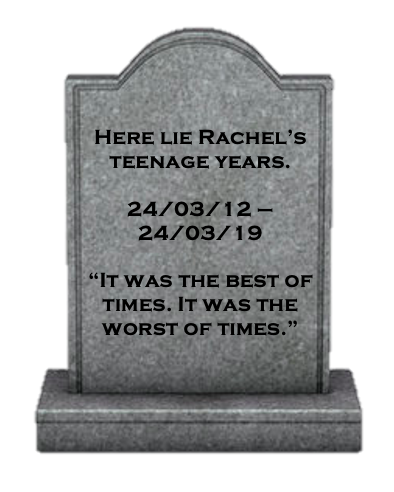 Here lie Rachel’s
teenage years.
24/03/12 –
24/03/19
“It was the best of
times. It was the
worst of times.”